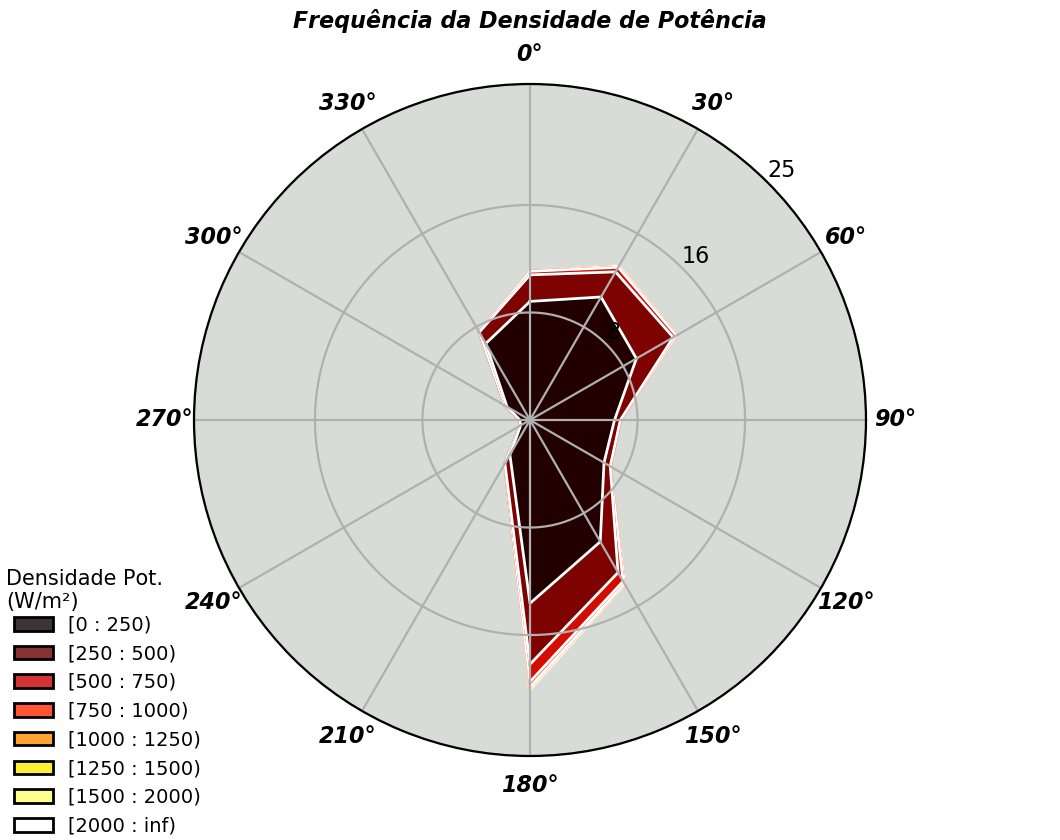 Frequência da Densidade de Potência
0°
330°
30°
25
300°
60°
16
8
270°
90°
240°
120°
210°
150°
180°
Densidade Pot.
(W/m²)
[0 : 250)
[250 : 500)
[500 : 750)
[750 : 1000)
[1000 : 1250)
[1250 : 1500)
[1500 : 2000)
[2000 : inf)